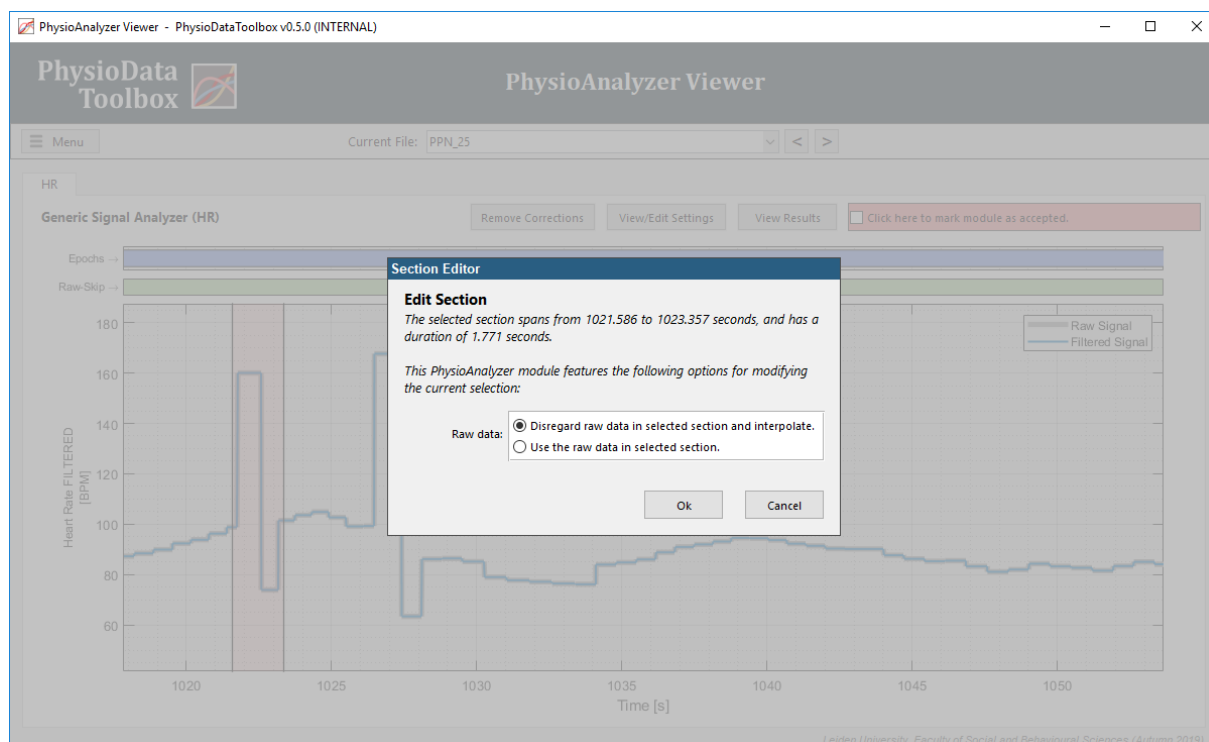 PhysioAnalyzer Viewer - PhysioDataToolbox v0.5.0 (INTERNAL)
PhysioData
Toolbox
PhysioAnalyzer Viewer
Menu
Current File: PPN_25
< >
HR
Generic Signal Analyzer (HR)
Remove Corrections
View/Edit Settings
View Results
Click here to mark module as accepted.
Epochs →
Raw-Skip →
Section Editor
Edit Section
The selected section spans from 1021.586 to 1023.357 seconds, and has a
duration of 1.771 seconds.
This PhysioAnalyzer module features the following options for modifying
the current selection:
Raw data:
Disregard raw data in selected section and interpolate.
Use the raw data in selected section.
Ok
Cancel
Raw Signal
Filtered Signal
Heart Rate FILTERED
[BPM]
180
160
140
120
100
80
60
1020 1025 1030 1035 1040 1045 1050
Time [s]
Leiden University, Faculty of Social and Behavioural Sciences (Autumn 2019)